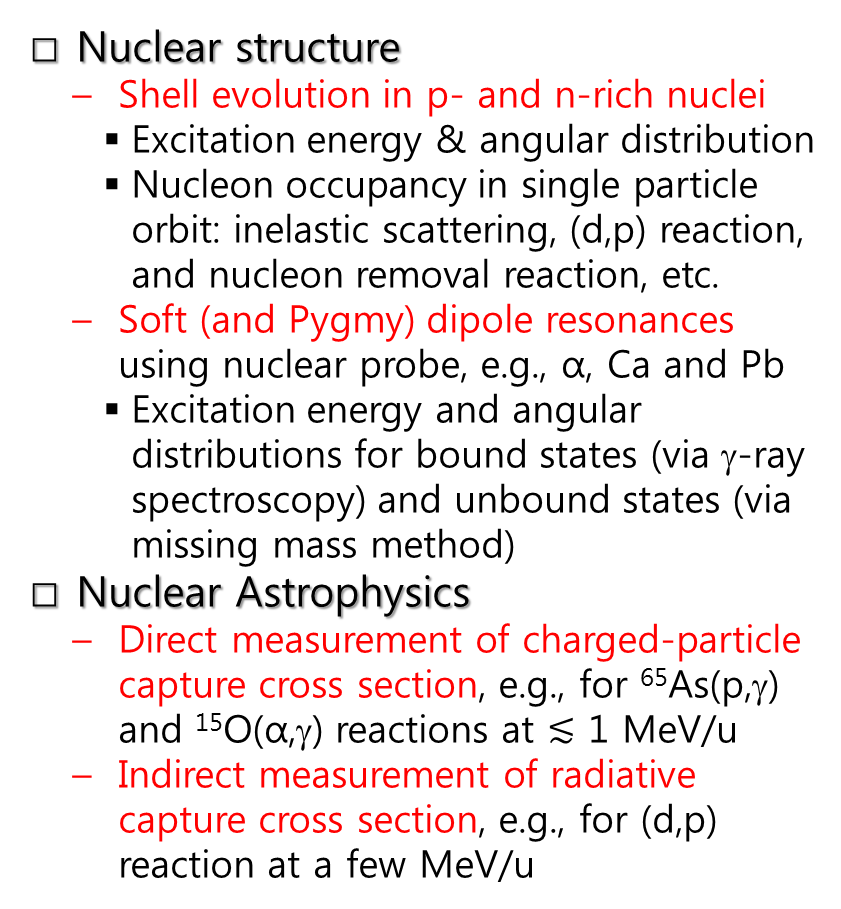 □ Nuclear structure
– Shell evolution in p- and n-rich nuclei
▪ Excitation energy & angular distribution
▪ Nucleon occupancy in single particle
orbit: inelastic scattering, (d,p) reaction,
and nucleon removal reaction, etc.
– Soft (and Pygmy) dipole resonances
using nuclear probe, e.g., α, Ca and Pb
▪ Excitation energy and angular
distributions for bound states (via γ-ray
spectroscopy) and unbound states (via
missing mass method)
□ Nuclear Astrophysics
– Direct measurement of charged-particle
capture cross section, e.g., for ⁶⁵As(p,γ)
and ¹⁵O(α,γ) reactions at ≲ 1 MeV/u
– Indirect measurement of radiative
capture cross section, e.g., for (d,p)
reaction at a few MeV/u